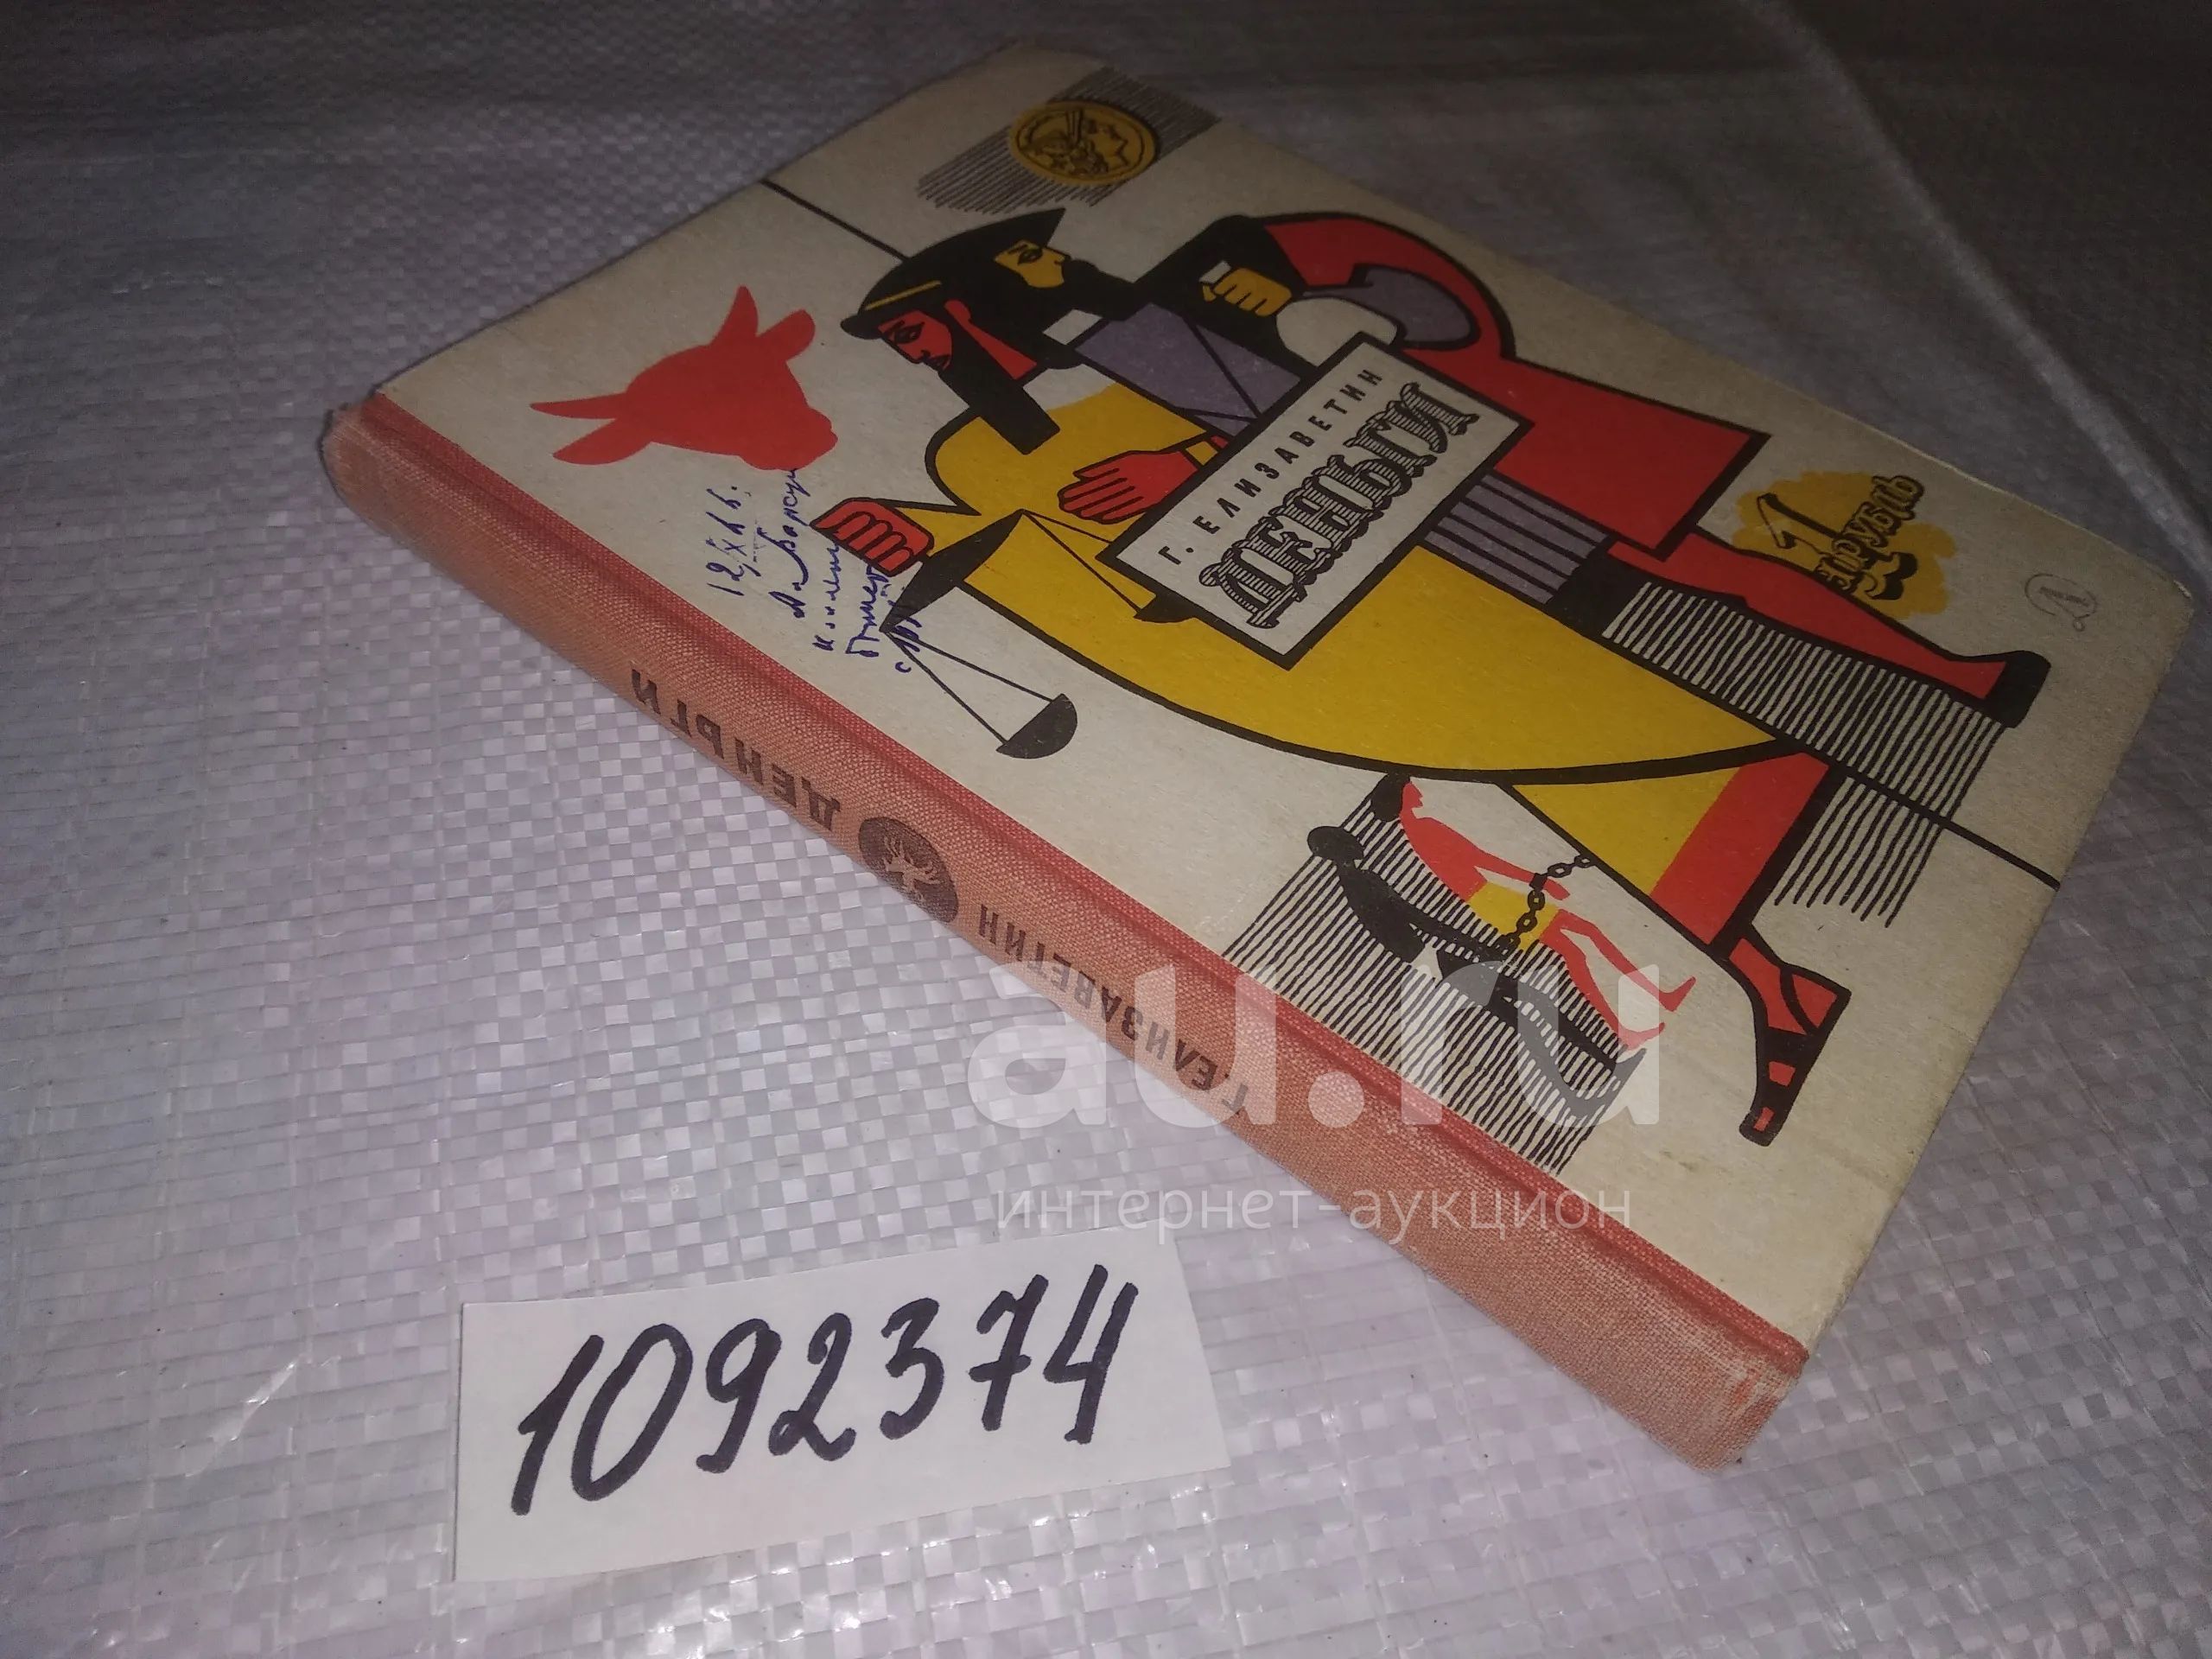 Г. ЕЛИЗАВЕТИН
ДЕНЬГИ
1
РУБЛЬ
Г. ЕЛИЗАВЕТИН
ДЕНЬГИ
au.ru
интернет-аукцион
1092374